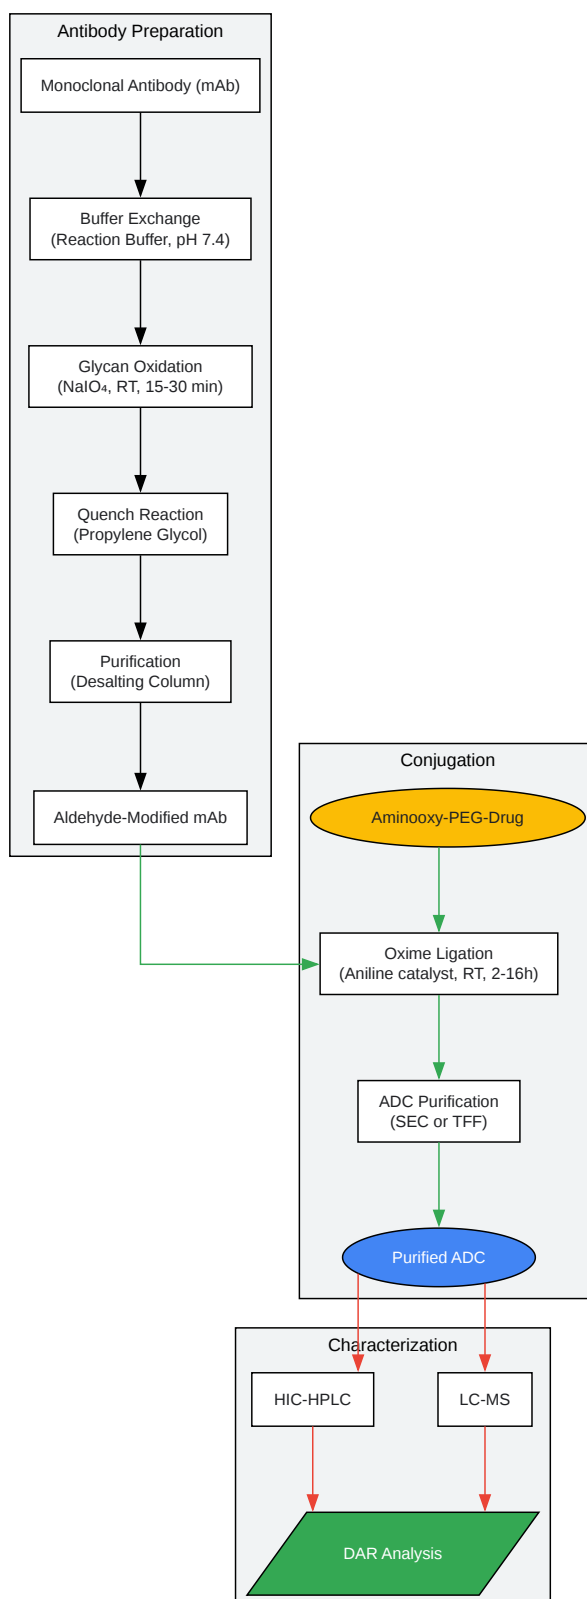 Antibody Preparation
Monoclonal Antibody (mAb)
Buffer Exchange
(Reaction Buffer, pH 7.4)
Glycan Oxidation
(NaIO₄, RT, 15-30 min)
Quench Reaction
(Propylene Glycol)
Purification
(Desalting Column)
Aldehyde-Modified mAb
Conjugation
Aminooxy-PEG-Drug
Oxime Ligation
(Aniline catalyst, RT, 2-16h)
ADC Purification
(SEC or TFF)
Purified ADC
Characterization
HIC-HPLC
LC-MS
DAR Analysis